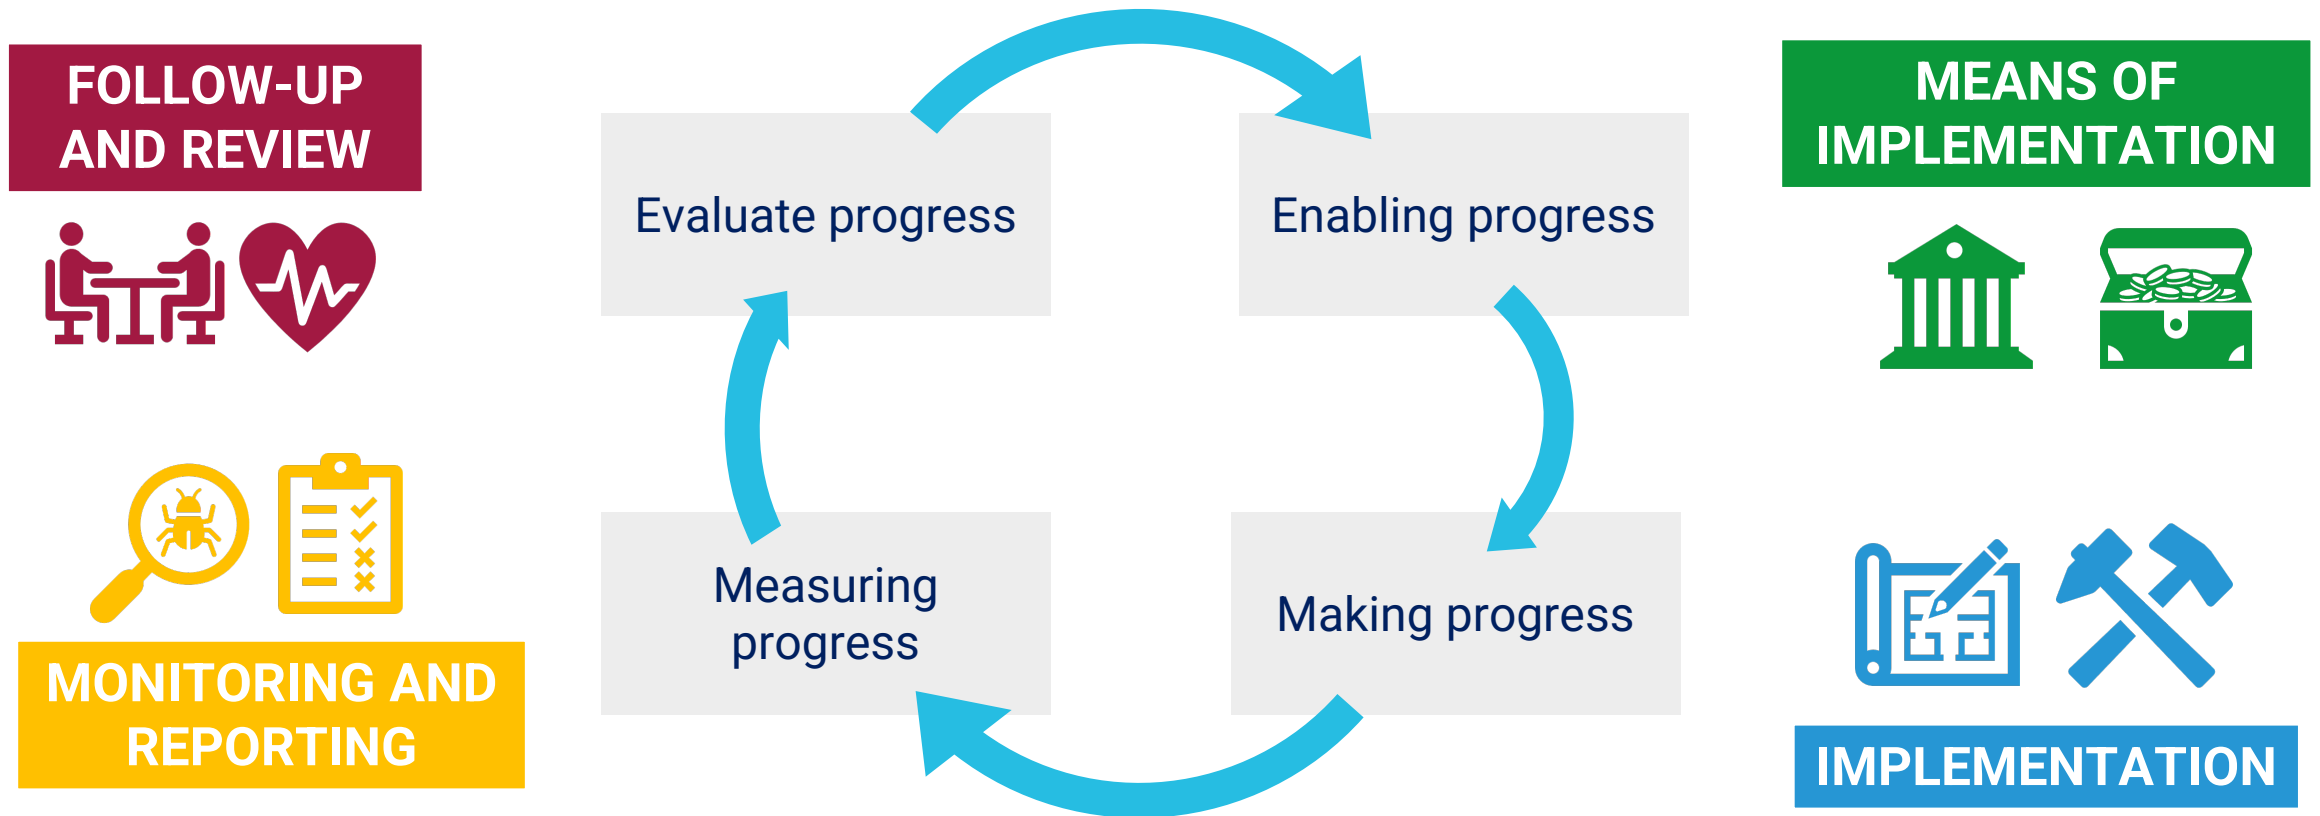 FOLLOW-UP
AND REVIEW
Evaluate progress
Enabling progress
MEANS OF
IMPLEMENTATION
MONITORING AND
REPORTING
Measuring
progress
Making progress
IMPLEMENTATION